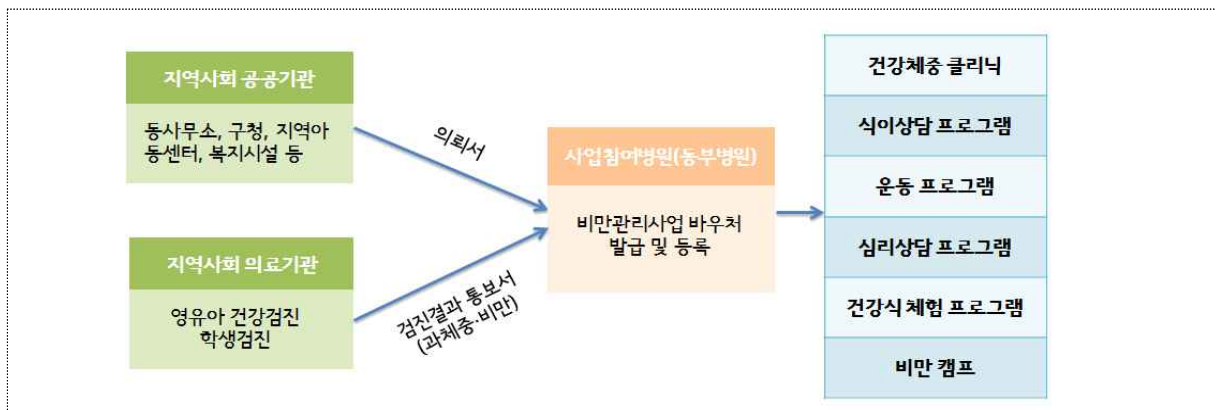 지역사회 공공기관
동사무소, 구청, 지역아
동센터, 복지시설 등
의뢰서
지역사회 의료기관
영유아 건강검진
학생검진
검진결과 통보서
(과체중·비만)
사업참여병원(동부병원)
비만관리사업 바우처
발급 및 등록
건강체중 클리닉
식이상담 프로그램
운동 프로그램
심리상담 프로그램
건강식 체험 프로그램
비만 캠프